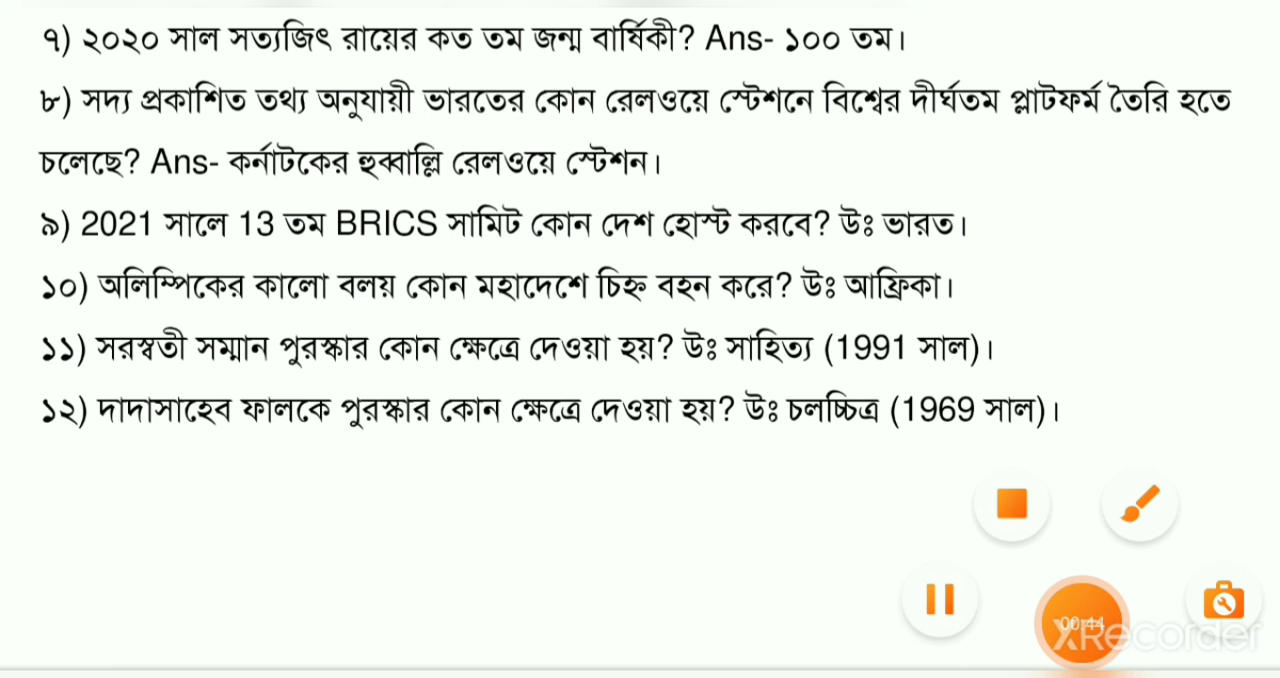 ৭) ২০২০ সাল সত্যজিৎ রায়ের কত তম জন্ম বার্ষিকী? Ans- ১০০ তম।
৮) সদ্য প্রকাশিত তথ্য অনুযায়ী ভারতের কোন রেলওয়ে স্টেশনে বিশ্বের দীর্ঘতম প্লাটফর্ম তৈরি হতে
চলেছে? Ans- কর্নাটকের হুব্বাল্লি রেলওয়ে স্টেশন।
৯) 2021 সালে 13 তম BRICS সামিট কোন দেশ হোস্ট করবে? উঃ ভারত।
১০) অলিম্পিকের কালো বলয় কোন মহাদেশে চিহ্ন বহন করে? উঃ আফ্রিকা।
১১) সরস্বতী সম্মান পুরস্কার কোন ক্ষেত্রে দেওয়া হয়? উঃ সাহিত্য (1991 সাল)।
১২) দাদাসাহেব ফালকে পুরস্কার কোন ক্ষেত্রে দেওয়া হয়? উঃ চলচ্চিত্র (1969 সাল)।
00:44
XRecorder